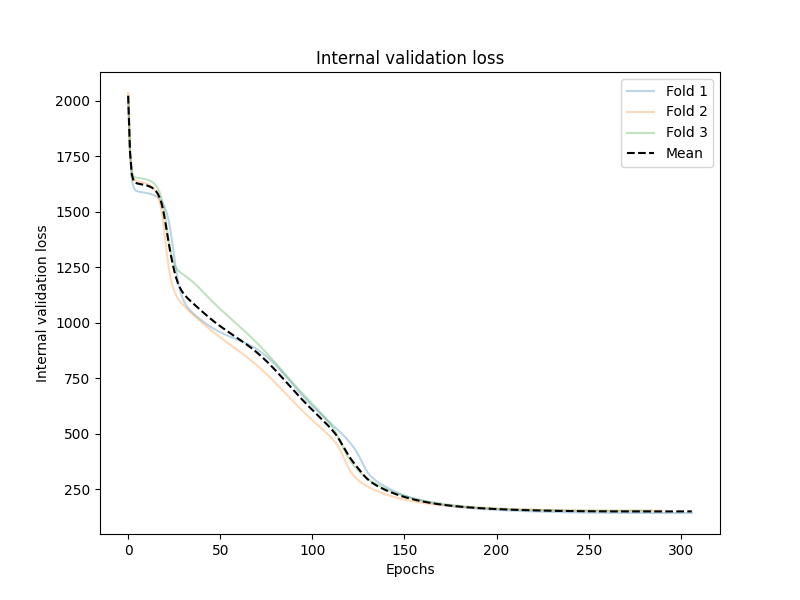 Internal validation loss
Fold 1
Fold 2
Fold 3
Mean
Internal validation loss
2000
1750
1500
1250
1000
750
500
250
0 50 100 150 200 250 300
Epochs